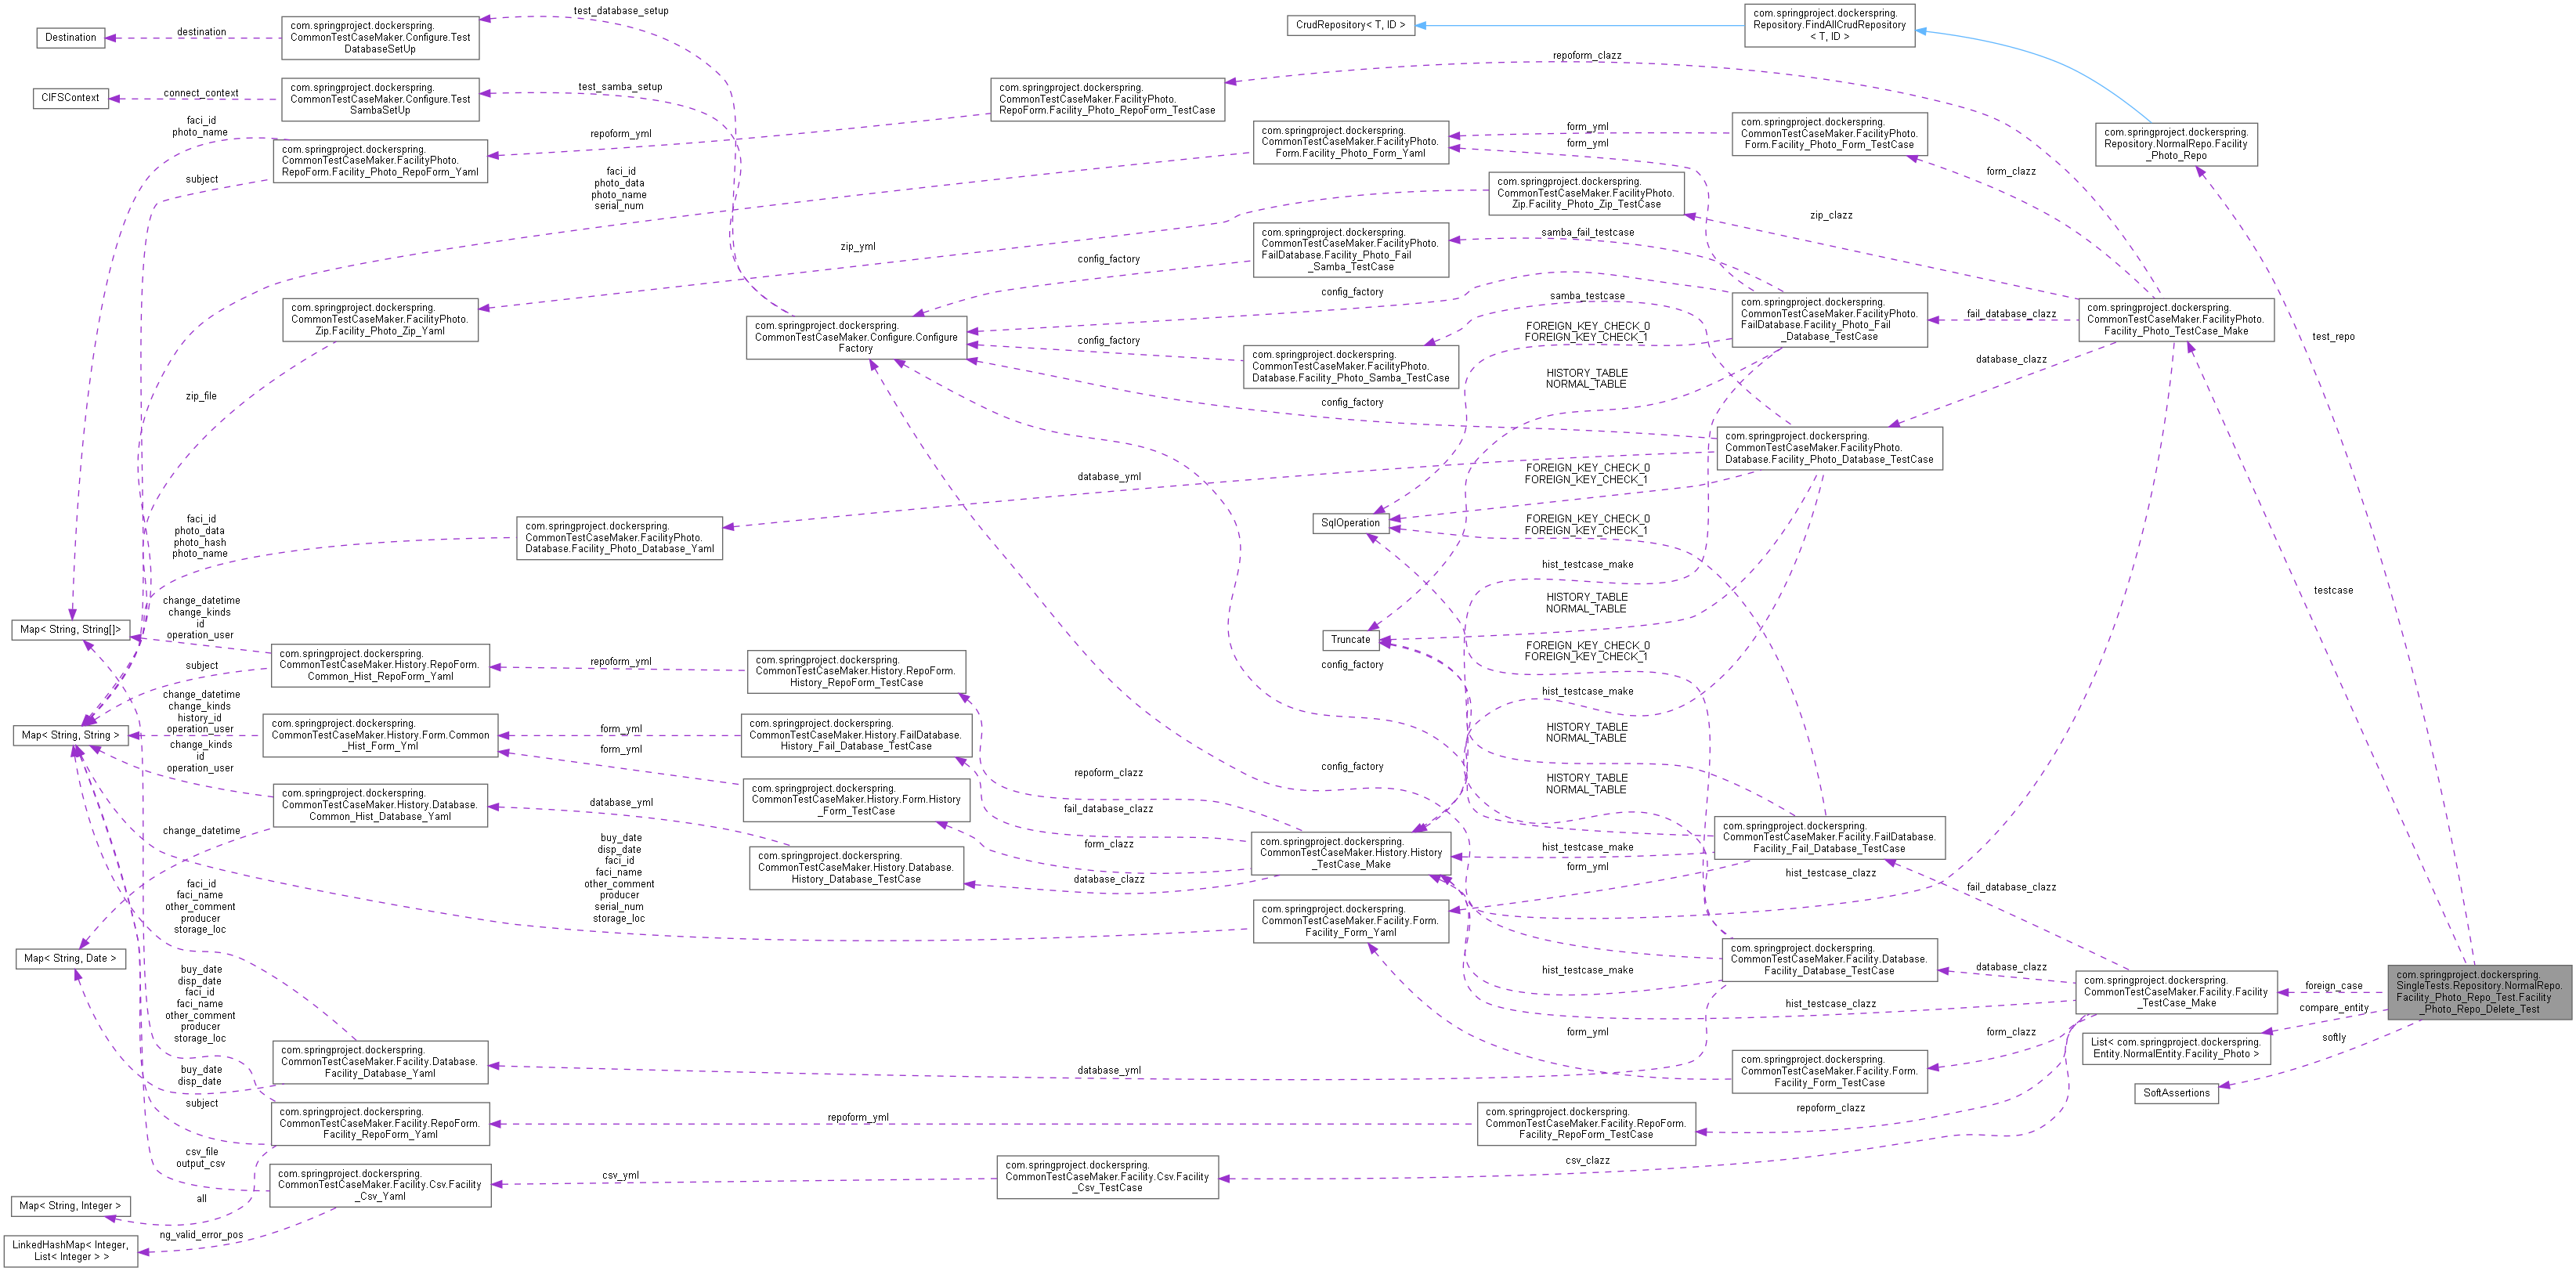 test_database_setup
com.springproject.dockerspring.
CommonTestCaseMaker.Configure.Test
DatabaseSetUp
destination
Destination
CrudRepository< T, ID >
com.springproject.dockerspring.
Repository.FindAllCrudRepository
< T, ID >
repoform_clazz
com.springproject.dockerspring.
CommonTestCaseMaker.Configure.Test
SambaSetUp
connect_context
CIFSContext
test_samba_setup
com.springproject.dockerspring.
CommonTestCaseMaker.FacilityPhoto.
RepoForm.Facility_Photo_RepoForm_TestCase
faci_id
photo_name
repoform_yml
com.springproject.dockerspring.
CommonTestCaseMaker.FacilityPhoto.
RepoForm.Facility_Photo_RepoForm_Yaml
subject
com.springproject.dockerspring.
CommonTestCaseMaker.FacilityPhoto.
Form.Facility_Photo_Form_Yaml
form_yml
form_yml
com.springproject.dockerspring.
CommonTestCaseMaker.FacilityPhoto.
Form.Facility_Photo_Form_TestCase
com.springproject.dockerspring.
Repository.NormalRepo.Facility
_Photo_Repo
form_clazz
faci_id
photo_data
photo_name
serial_num
com.springproject.dockerspring.
CommonTestCaseMaker.FacilityPhoto.
Zip.Facility_Photo_Zip_TestCase
zip_clazz
zip_yml
com.springproject.dockerspring.
CommonTestCaseMaker.FacilityPhoto.
FailDatabase.Facility_Photo_Fail
_Samba_TestCase
samba_fail_testcase
config_factory
config_factory
samba_testcase
com.springproject.dockerspring.
CommonTestCaseMaker.FacilityPhoto.
Zip.Facility_Photo_Zip_Yaml
com.springproject.dockerspring.
CommonTestCaseMaker.Configure.Configure
Factory
FOREIGN_KEY_CHECK_0
FOREIGN_KEY_CHECK_1
com.springproject.dockerspring.
CommonTestCaseMaker.FacilityPhoto.
FailDatabase.Facility_Photo_Fail
_Database_TestCase
fail_database_clazz
com.springproject.dockerspring.
CommonTestCaseMaker.FacilityPhoto.
Facility_Photo_TestCase_Make
test_repo
config_factory
com.springproject.dockerspring.
CommonTestCaseMaker.FacilityPhoto.
Database.Facility_Photo_Samba_TestCase
HISTORY_TABLE
NORMAL_TABLE
database_clazz
zip_file
config_factory
com.springproject.dockerspring.
CommonTestCaseMaker.FacilityPhoto.
Database.Facility_Photo_Database_TestCase
database_yml
FOREIGN_KEY_CHECK_0
FOREIGN_KEY_CHECK_1
faci_id
photo_data
photo_hash
photo_name
com.springproject.dockerspring.
CommonTestCaseMaker.FacilityPhoto.
Database.Facility_Photo_Database_Yaml
SqlOperation
FOREIGN_KEY_CHECK_0
FOREIGN_KEY_CHECK_1
hist_testcase_make
testcase
change_datetime
change_kinds
id
operation_user
Map< String, String[]>
HISTORY_TABLE
NORMAL_TABLE
Truncate
com.springproject.dockerspring.
CommonTestCaseMaker.History.RepoForm.
Common_Hist_RepoForm_Yaml
subject
repoform_yml
com.springproject.dockerspring.
CommonTestCaseMaker.History.RepoForm.
History_RepoForm_TestCase
config_factory
FOREIGN_KEY_CHECK_0
FOREIGN_KEY_CHECK_1
hist_testcase_make
change_datetime
change_kinds
history_id
operation_user
Map< String, String >
com.springproject.dockerspring.
CommonTestCaseMaker.History.Form.Common
_Hist_Form_Yml
form_yml
form_yml
com.springproject.dockerspring.
CommonTestCaseMaker.History.FailDatabase.
History_Fail_Database_TestCase
HISTORY_TABLE
NORMAL_TABLE
change_kinds
id
operation_user
repoform_clazz
config_factory
HISTORY_TABLE
NORMAL_TABLE
com.springproject.dockerspring.
CommonTestCaseMaker.History.Database.
Common_Hist_Database_Yaml
database_yml
com.springproject.dockerspring.
CommonTestCaseMaker.History.Form.History
_Form_TestCase
fail_database_clazz
change_datetime
form_clazz
com.springproject.dockerspring.
CommonTestCaseMaker.History.History
_TestCase_Make
hist_testcase_make
com.springproject.dockerspring.
CommonTestCaseMaker.Facility.FailDatabase.
Facility_Fail_Database_TestCase
com.springproject.dockerspring.
CommonTestCaseMaker.History.Database.
History_Database_TestCase
database_clazz
form_yml
hist_testcase_clazz
fail_database_clazz
buy_date
disp_date
faci_id
faci_name
other_comment
producer
serial_num
storage_loc
faci_id
faci_name
other_comment
producer
storage_loc
com.springproject.dockerspring.
CommonTestCaseMaker.Facility.Form.
Facility_Form_Yaml
Map< String, Date >
com.springproject.dockerspring.
CommonTestCaseMaker.Facility.Database.
Facility_Database_TestCase
hist_testcase_make
database_clazz
com.springproject.dockerspring.
CommonTestCaseMaker.Facility.Facility
_TestCase_Make
foreign_case
com.springproject.dockerspring.
SingleTests.Repository.NormalRepo.
Facility_Photo_Repo_Test.Facility
_Photo_Repo_Delete_Test
buy_date
disp_date
faci_id
faci_name
other_comment
producer
storage_loc
hist_testcase_clazz
compare_entity
form_yml
form_clazz
softly
List< com.springproject.dockerspring.
Entity.NormalEntity.Facility_Photo >
com.springproject.dockerspring.
CommonTestCaseMaker.Facility.Database.
Facility_Database_Yaml
buy_date
disp_date
database_yml
com.springproject.dockerspring.
CommonTestCaseMaker.Facility.Form.
Facility_Form_TestCase
SoftAssertions
subject
com.springproject.dockerspring.
CommonTestCaseMaker.Facility.RepoForm.
Facility_RepoForm_Yaml
repoform_yml
com.springproject.dockerspring.
CommonTestCaseMaker.Facility.RepoForm.
Facility_RepoForm_TestCase
repoform_clazz
csv_file
output_csv
com.springproject.dockerspring.
CommonTestCaseMaker.Facility.Csv.Facility
_Csv_Yaml
csv_yml
com.springproject.dockerspring.
CommonTestCaseMaker.Facility.Csv.Facility
_Csv_TestCase
csv_clazz
all
Map< String, Integer >
ng_valid_error_pos
LinkedHashMap< Integer,
List< Integer > >